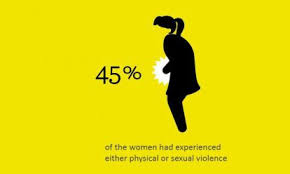 45%
of the women had experienced
either physical or sexual violence